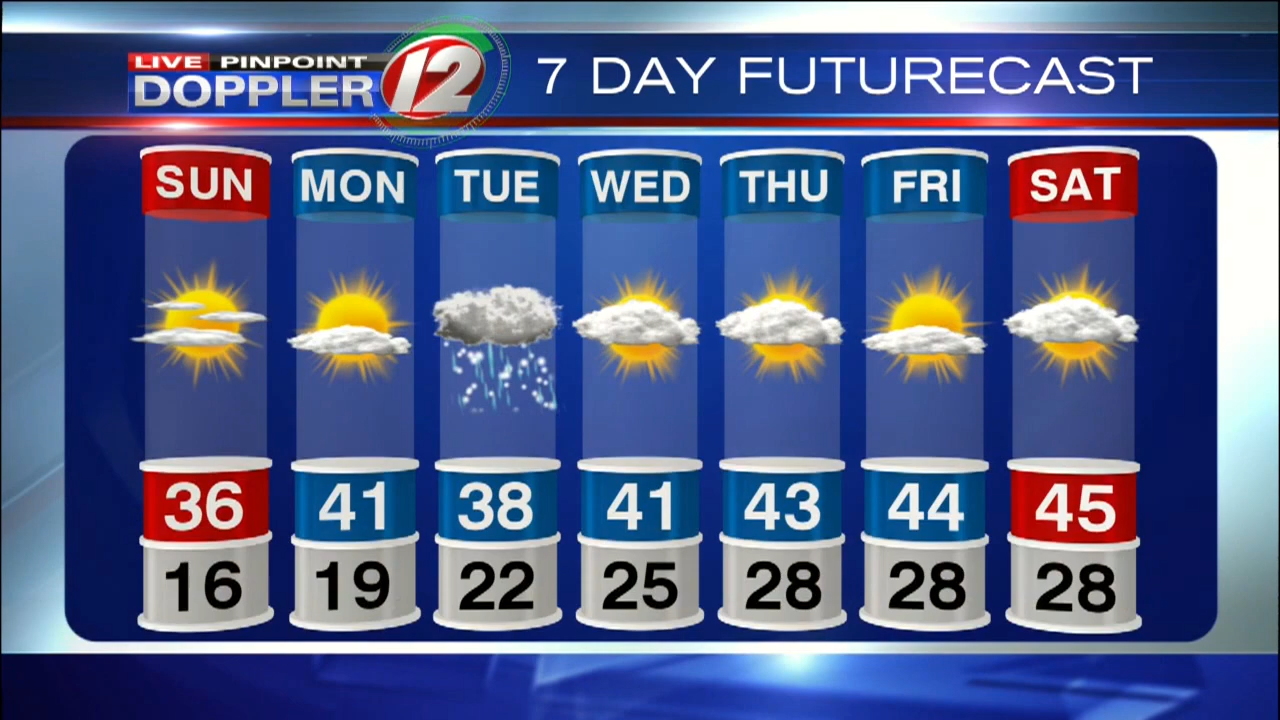 LIVE PINPOINT
DOPPLER 12
7 DAY FUTURECAST
SUN MON TUE WED THU FRI SAT
36 41 38 41 43 44 45
16 19 22 25 28 28 28